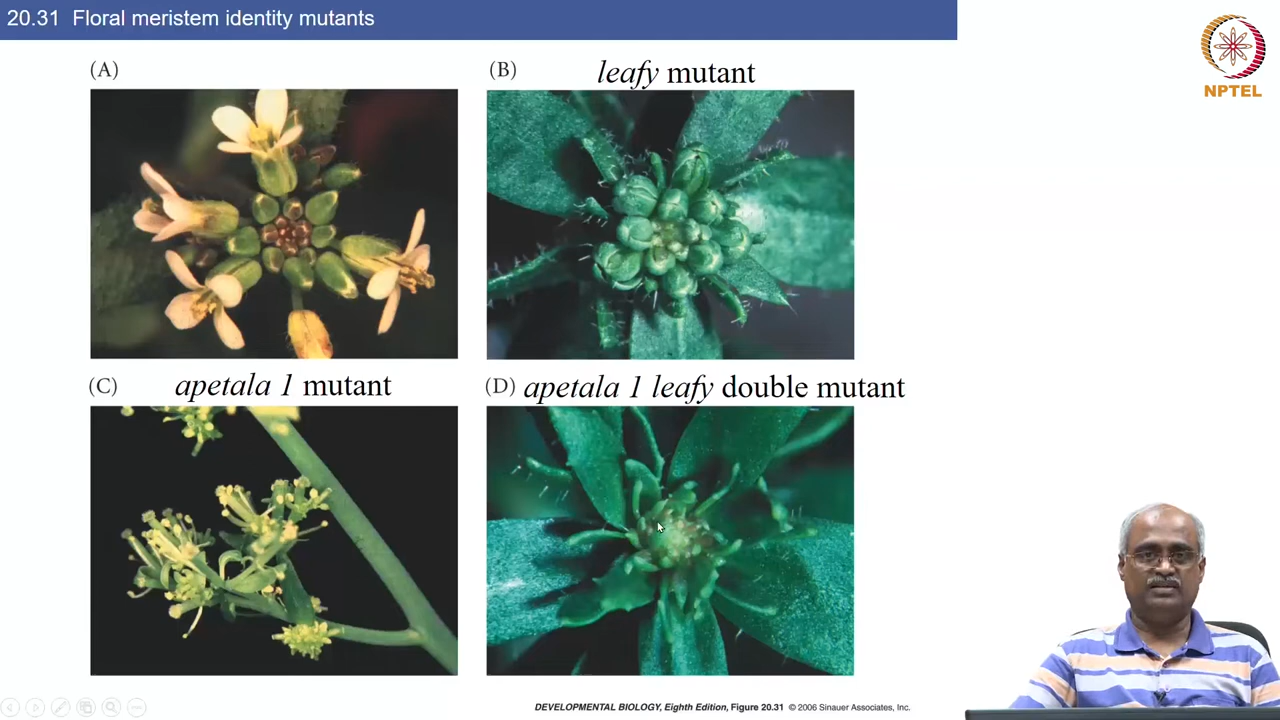 20.31 Floral meristem identity mutants
NPTEL
(A)
(B) leafy mutant
(C) apetala 1 mutant
(D) apetala 1 leafy double mutant
DEVELOPMENTAL BIOLOGY, Eighth Edition, Figure 20.31 © 2006 Sinauer Associates, Inc.